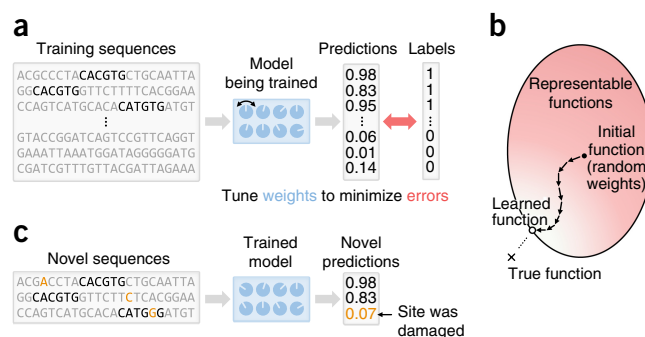 a
Training sequences
ACGCCCTACACGTGCTGCAATTA
GGCACGTGGTTCTTTTCACGGAA
CCAGTCATGCACACATGTGATGT
⋮
GTACCGGATCAGTCCGTTCAGGT
GAAATTAAATGGATAGGGGGATG
CGATCGTTTGTTACGATTAGAAA
Model
being trained
Predictions
0.98
0.83
0.95
⋮
0.06
0.01
0.14
Labels
1
1
1
⋮
0
0
0
Tune weights to minimize errors
b
Representable
functions
Initial
function
(random
weights)
Learned
function
True function
c
Novel sequences
ACGACCTACACGTGCTGCAATTA
GGCACGTGGTTCTTCTCACGGAA
CCAGTCATGCACACATGGGATGT
Trained
model
Novel
predictions
0.98
0.83
0.07
Site was
damaged